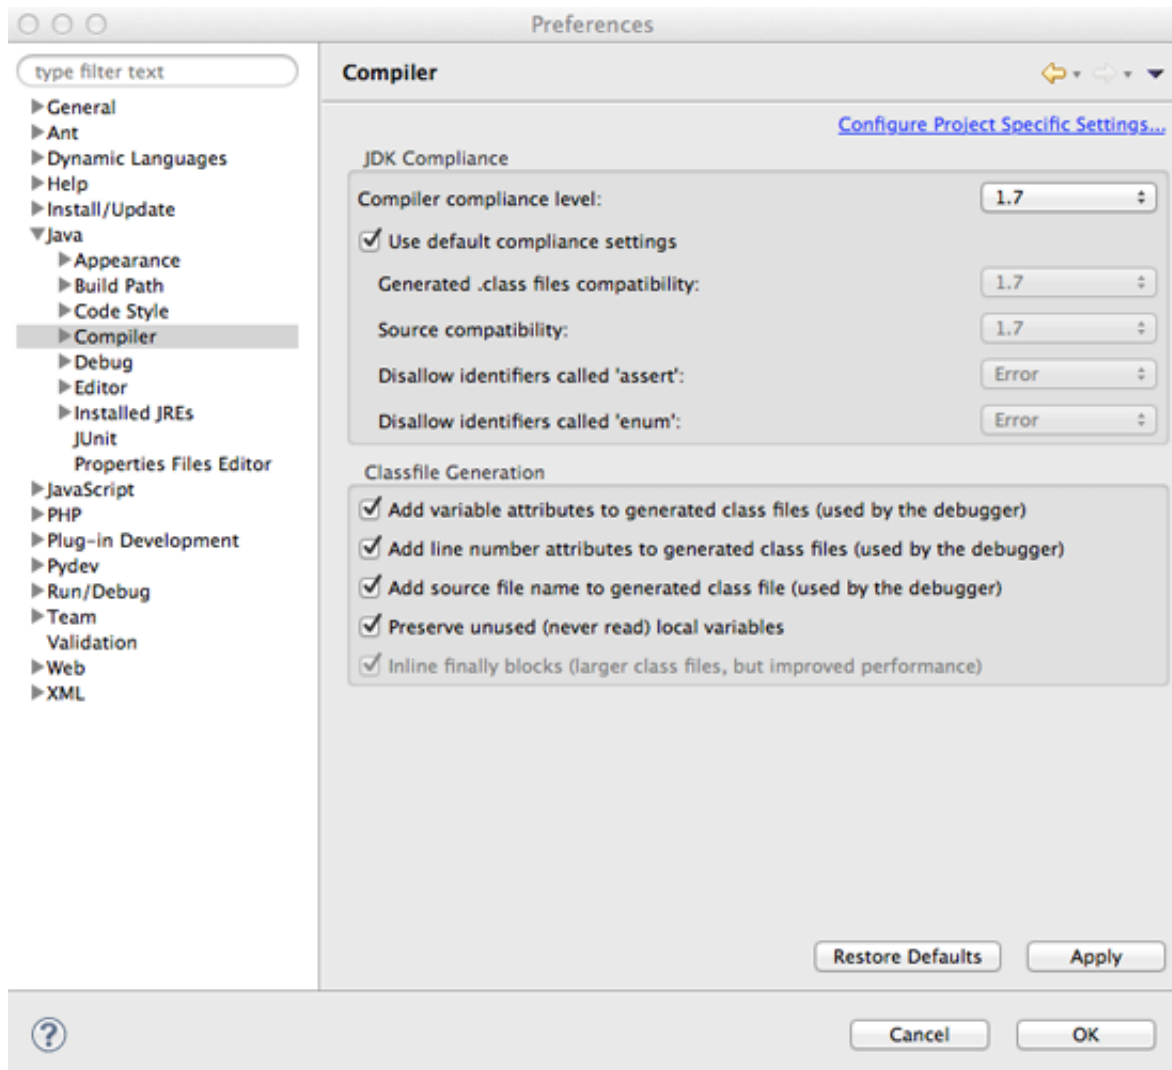 Preferences
type filter text
General
Ant
Dynamic Languages
Help
Install/Update
Java
Appearance
Build Path
Code Style
Compiler
Debug
Editor
Installed JREs
JUnit
Properties Files Editor
JavaScript
PHP
Plug-in Development
Pydev
Run/Debug
Team
Validation
Web
XML
Compiler
Configure Project Specific Settings...
JDK Compliance
Compiler compliance level: 1.7
Use default compliance settings
Generated .class files compatibility: 1.7
Source compatibility: 1.7
Disallow identifiers called 'assert': Error
Disallow identifiers called 'enum': Error
Classfile Generation
Add variable attributes to generated class files (used by the debugger)
Add line number attributes to generated class files (used by the debugger)
Add source file name to generated class file (used by the debugger)
Preserve unused (never read) local variables
Inline finally blocks (larger class files, but improved performance)
Restore Defaults Apply
? Cancel OK